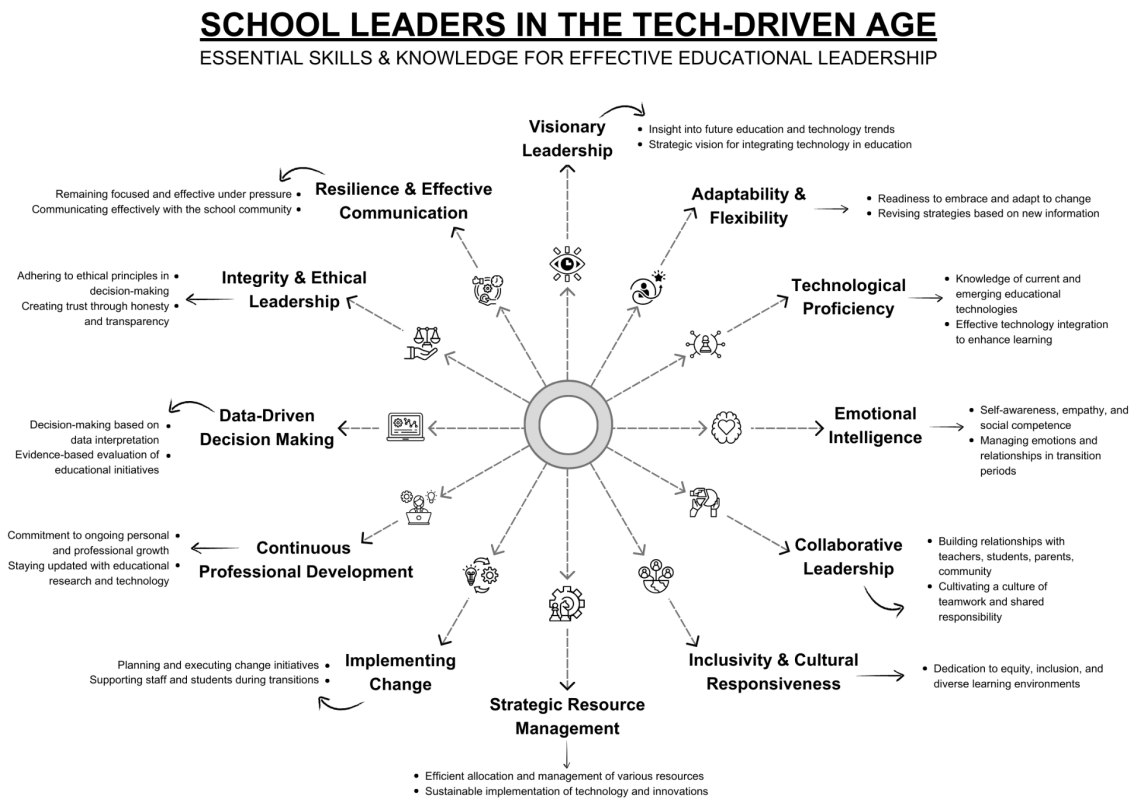 SCHOOL LEADERS IN THE TECH-DRIVEN AGE
ESSENTIAL SKILLS & KNOWLEDGE FOR EFFECTIVE EDUCATIONAL LEADERSHIP
Visionary
Leadership
• Insight into future education and technology trends
• Strategic vision for integrating technology in education
Adaptability &
Flexibility
• Readiness to embrace and adapt to change
• Revising strategies based on new information
Technological
Proficiency
• Knowledge of current and
emerging educational
technologies
• Effective technology integration
to enhance learning
Emotional
Intelligence
• Self-awareness, empathy, and
social competence
• Managing emotions and
relationships in transition
periods
Collaborative
Leadership
• Building relationships with
teachers, students, parents,
community
• Cultivating a culture of
teamwork and shared
responsibility
Inclusivity & Cultural
Responsiveness
• Dedication to equity, inclusion, and
diverse learning environments
Strategic Resource
Management
• Efficient allocation and management of various resources
• Sustainable implementation of technology and innovations
Implementing
Change
Planning and executing change initiatives •
Supporting staff and students during transitions •
Continuous
Professional Development
Commitment to ongoing personal •
and professional growth
Staying updated with educational •
research and technology
Data-Driven
Decision Making
Decision-making based on •
data interpretation
Evidence-based evaluation of •
educational initiatives
Integrity & Ethical
Leadership
Adhering to ethical principles in •
decision-making
Creating trust through honesty •
and transparency
Resilience & Effective
Communication
Remaining focused and effective under pressure •
Communicating effectively with the school community •